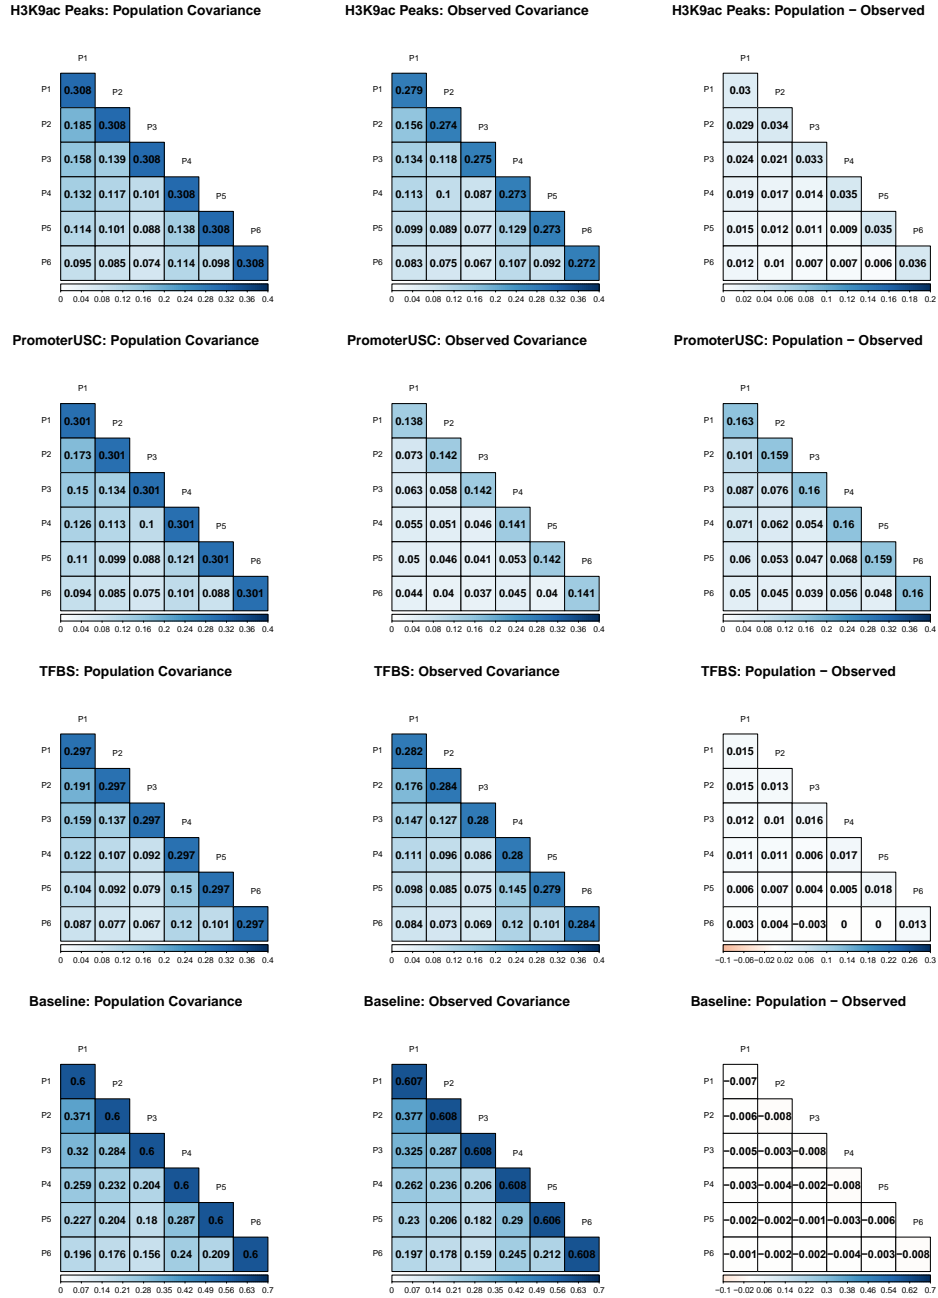 H3K9ac Peaks: Population Covariance
P1
P1 0.308 P2
P2 0.185 0.308 P3
P3 0.158 0.139 0.308 P4
P4 0.132 0.117 0.101 0.308 P5
P5 0.114 0.101 0.088 0.138 0.308 P6
P6 0.095 0.085 0.074 0.114 0.098 0.308
0 0.04 0.08 0.12 0.16 0.2 0.24 0.28 0.32 0.36 0.4
H3K9ac Peaks: Observed Covariance
P1
P1 0.279 P2
P2 0.156 0.274 P3
P3 0.134 0.118 0.275 P4
P4 0.113 0.1 0.087 0.273 P5
P5 0.099 0.089 0.077 0.129 0.273 P6
P6 0.083 0.075 0.067 0.107 0.092 0.272
0 0.04 0.08 0.12 0.16 0.2 0.24 0.28 0.32 0.36 0.4
H3K9ac Peaks: Population − Observed
P1
P1 0.03 P2
P2 0.029 0.034 P3
P3 0.024 0.021 0.033 P4
P4 0.019 0.017 0.014 0.035 P5
P5 0.015 0.012 0.011 0.009 0.035 P6
P6 0.012 0.01 0.007 0.007 0.006 0.036
0 0.02 0.04 0.06 0.08 0.1 0.12 0.14 0.16 0.18 0.2
PromoterUSC: Population Covariance
P1
P1 0.301 P2
P2 0.173 0.301 P3
P3 0.15 0.134 0.301 P4
P4 0.126 0.113 0.1 0.301 P5
P5 0.11 0.099 0.088 0.121 0.301 P6
P6 0.094 0.085 0.075 0.101 0.088 0.301
0 0.04 0.08 0.12 0.16 0.2 0.24 0.28 0.32 0.36 0.4
PromoterUSC: Observed Covariance
P1
P1 0.138 P2
P2 0.073 0.142 P3
P3 0.063 0.058 0.142 P4
P4 0.055 0.051 0.046 0.141 P5
P5 0.05 0.046 0.041 0.053 0.142 P6
P6 0.044 0.04 0.037 0.045 0.04 0.141
0 0.04 0.08 0.12 0.16 0.2 0.24 0.28 0.32 0.36 0.4
PromoterUSC: Population − Observed
P1
P1 0.163 P2
P2 0.101 0.159 P3
P3 0.087 0.076 0.16 P4
P4 0.071 0.062 0.054 0.16 P5
P5 0.06 0.053 0.047 0.068 0.159 P6
P6 0.05 0.045 0.039 0.056 0.048 0.16
0 0.04 0.08 0.12 0.16 0.2 0.24 0.28 0.32 0.36 0.4
TFBS: Population Covariance
P1
P1 0.297 P2
P2 0.191 0.297 P3
P3 0.159 0.137 0.297 P4
P4 0.122 0.107 0.092 0.297 P5
P5 0.104 0.092 0.079 0.15 0.297 P6
P6 0.087 0.077 0.067 0.12 0.101 0.297
0 0.04 0.08 0.12 0.16 0.2 0.24 0.28 0.32 0.36 0.4
TFBS: Observed Covariance
P1
P1 0.282 P2
P2 0.176 0.284 P3
P3 0.147 0.127 0.28 P4
P4 0.111 0.096 0.086 0.28 P5
P5 0.098 0.085 0.075 0.145 0.279 P6
P6 0.084 0.073 0.069 0.12 0.101 0.284
0 0.04 0.08 0.12 0.16 0.2 0.24 0.28 0.32 0.36 0.4
TFBS: Population − Observed
P1
P1 0.015 P2
P2 0.015 0.013 P3
P3 0.012 0.01 0.016 P4
P4 0.011 0.011 0.006 0.017 P5
P5 0.006 0.007 0.004 0.005 0.018 P6
P6 0.003 0.004 −0.003 0 0 0.013
−0.1 −0.06 −0.02 0.02 0.06 0.1 0.14 0.18 0.22 0.26 0.3
Baseline: Population Covariance
P1
P1 0.6 P2
P2 0.371 0.6 P3
P3 0.32 0.284 0.6 P4
P4 0.259 0.232 0.204 0.6 P5
P5 0.227 0.204 0.18 0.287 0.6 P6
P6 0.196 0.176 0.156 0.24 0.209 0.6
0 0.07 0.14 0.21 0.28 0.35 0.42 0.49 0.56 0.63 0.7
Baseline: Observed Covariance
P1
P1 0.607 P2
P2 0.377 0.608 P3
P3 0.325 0.287 0.608 P4
P4 0.262 0.236 0.206 0.608 P5
P5 0.23 0.206 0.182 0.29 0.606 P6
P6 0.197 0.178 0.159 0.245 0.212 0.608
0 0.07 0.14 0.21 0.28 0.35 0.42 0.49 0.56 0.63 0.7
Baseline: Population − Observed
P1
P1 −0.007 P2
P2 −0.006 −0.008 P3
P3 −0.005 −0.003 −0.008 P4
P4 −0.003 −0.004 −0.002 −0.008 P5
P5 −0.002 −0.002 −0.001 −0.003 −0.006 P6
P6 −0.001 −0.002 −0.002 −0.004 −0.003 −0.008
−0.1 −0.02 0.06 0.14 0.22 0.3 0.38 0.46 0.54 0.62 0.7